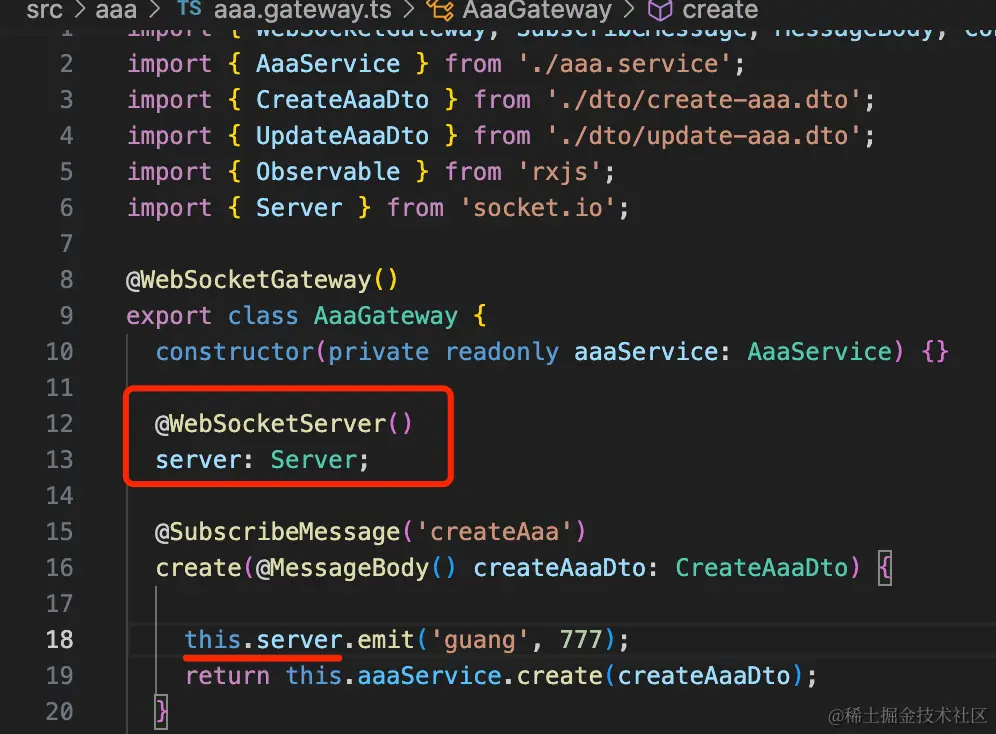 src > aaa > TS aaa.gateway.ts > AaaGateway > create
1 import { WebSocketGateway, SubscribeMessage, MessageBody,
2 import { AaaService } from './aaa.service';
3 import { CreateAaaDto } from './dto/create-aaa.dto';
4 import { UpdateAaaDto } from './dto/update-aaa.dto';
5 import { Observable } from 'rxjs';
6 import { Server } from 'socket.io';
7
8 @WebSocketGateway()
9 export class AaaGateway {
10 constructor(private readonly aaaService: AaaService) {}
11
12 @WebSocketServer()
13 server: Server;
14
15 @SubscribeMessage('createAaa')
16 create(@MessageBody() createAaaDto: CreateAaaDto) {
17
18 this.server.emit('guang', 777);
19 return this.aaaService.create(createAaaDto);
20 }
@稀土掘金技术社区